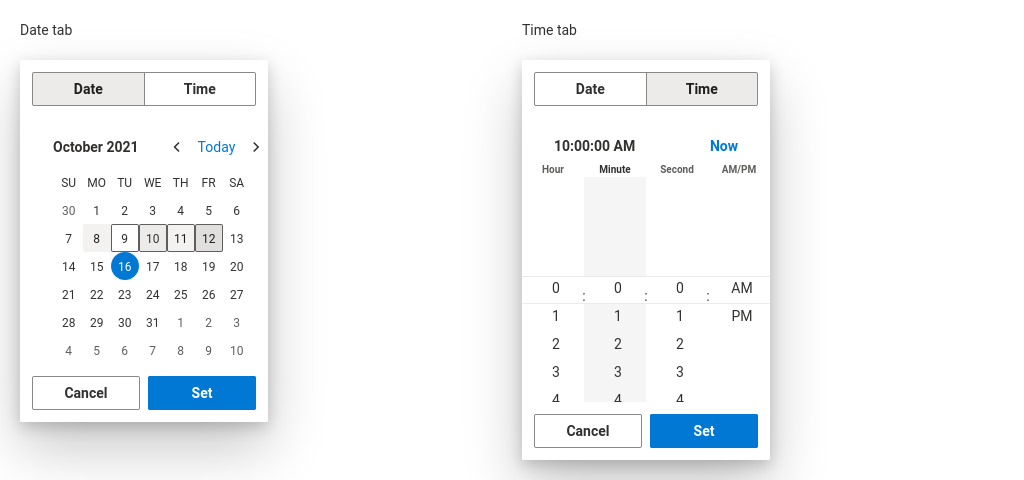 Date tab
Date Time
October 2021 Today
SU MO TU WE TH FR SA
30 1 2 3 4 5 6
7 8 9 10 11 12 13
14 15 16 17 18 19 20
21 22 23 24 25 26 27
28 29 30 31 1 2 3
4 5 6 7 8 9 10
Cancel Set
Time tab
Date Time
10:00:00 AM Now
Hour Minute Second AM/PM
0 : 0 : 0 : AM
1 1 1 PM
2 2 2
3 3 3
4 4 4
Cancel Set